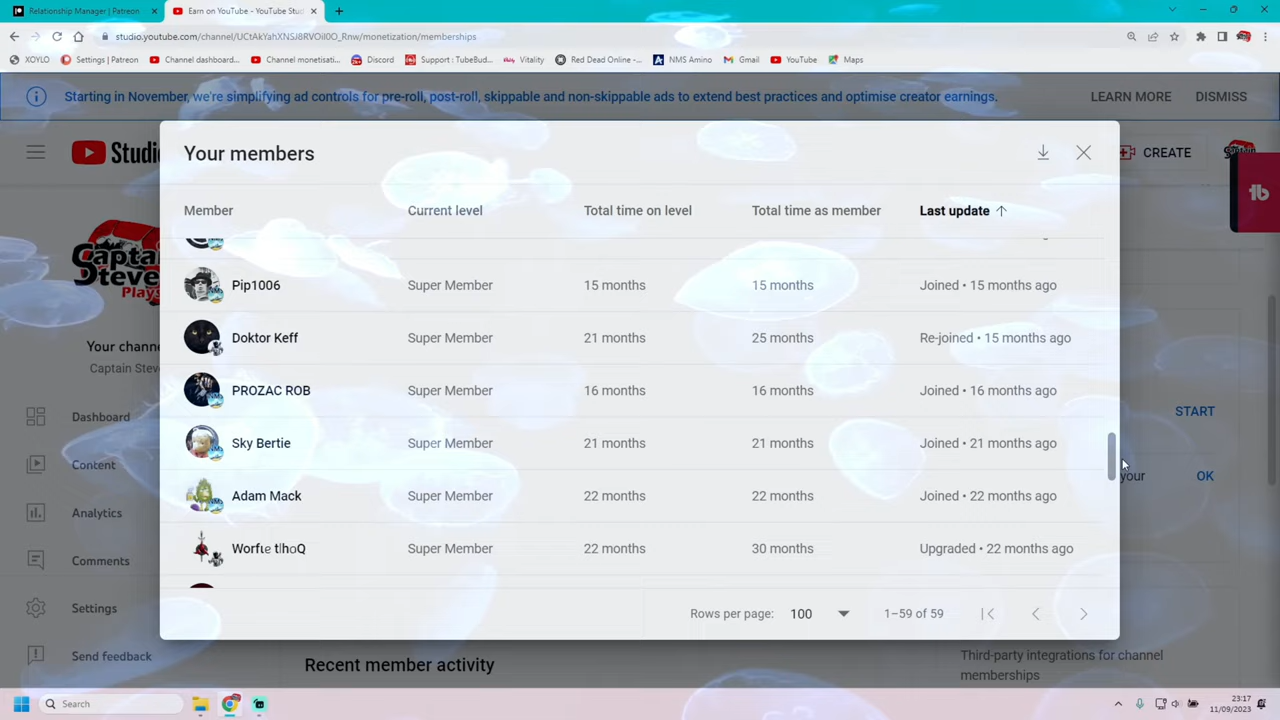 Relationship Manager | Patreon
Earn on YouTube - YouTube Stud
studio.youtube.com/channel/UCtAkYahXNSJ8RVOil0O_Rnw/monetization/memberships
XOYLO Settings | Patreon Channel dashboard... Channel monetisati... Discord Support : TubeBud... Vitality Red Dead Online -... NMS Amino Gmail YouTube Maps
Starting in November, we're simplifying ad controls for pre-roll, post-roll, skippable and non-skippable ads to extend best practices and optimise creator earnings. LEARN MORE DISMISS
Studio CREATE
Your members
Member Current level Total time on level Total time as member Last update
Pip1006 Super Member 15 months 15 months Joined • 15 months ago
Doktor Keff Super Member 21 months 25 months Re-joined • 15 months ago
PROZAC ROB Super Member 16 months 16 months Joined • 16 months ago
Sky Bertie Super Member 21 months 21 months Joined • 21 months ago
Adam Mack Super Member 22 months 22 months Joined • 22 months ago
Super Member 22 months 30 months Upgraded • 22 months ago
Rows per page: 100 1–59 of 59
Captain
Steve
Plays
Your chann
Captain Stev
Dashboard
Content
Analytics
Comments
Settings
Send feedback
START
your OK
Recent member activity
Third-party integrations for channel
memberships
Search
23:17
11/09/2023